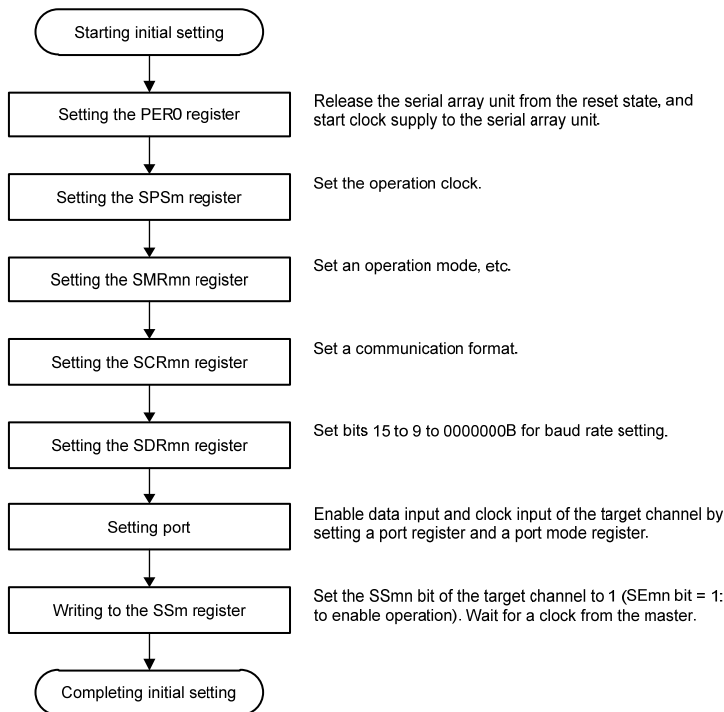 Starting initial setting
Setting the PER0 register
Release the serial array unit from the reset state, and
start clock supply to the serial array unit.
Setting the SPSm register
Set the operation clock.
Setting the SMRmn register
Set an operation mode, etc.
Setting the SCRmn register
Set a communication format.
Setting the SDRmn register
Set bits 15 to 9 to 0000000B for baud rate setting.
Setting port
Enable data input and clock input of the target channel by
setting a port register and a port mode register.
Writing to the SSm register
Set the SSmn bit of the target channel to 1 (SEmn bit = 1:
to enable operation). Wait for a clock from the master.
Completing initial setting